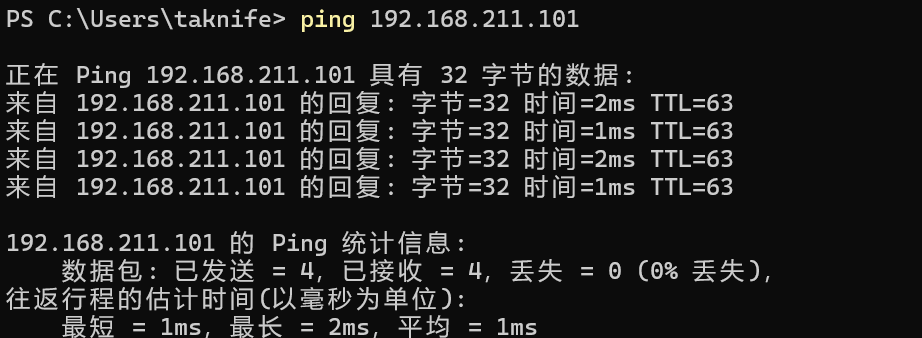 PS C:\Users\taknife> ping 192.168.211.101
正在 Ping 192.168.211.101 具有 32 字节的数据:
来自 192.168.211.101 的回复: 字节=32 时间=2ms TTL=63
来自 192.168.211.101 的回复: 字节=32 时间=1ms TTL=63
来自 192.168.211.101 的回复: 字节=32 时间=2ms TTL=63
来自 192.168.211.101 的回复: 字节=32 时间=1ms TTL=63
192.168.211.101 的 Ping 统计信息:
数据包: 已发送 = 4, 已接收 = 4, 丢失 = 0 (0% 丢失),
往返行程的估计时间(以毫秒为单位):
最短 = 1ms, 最长 = 2ms, 平均 = 1ms